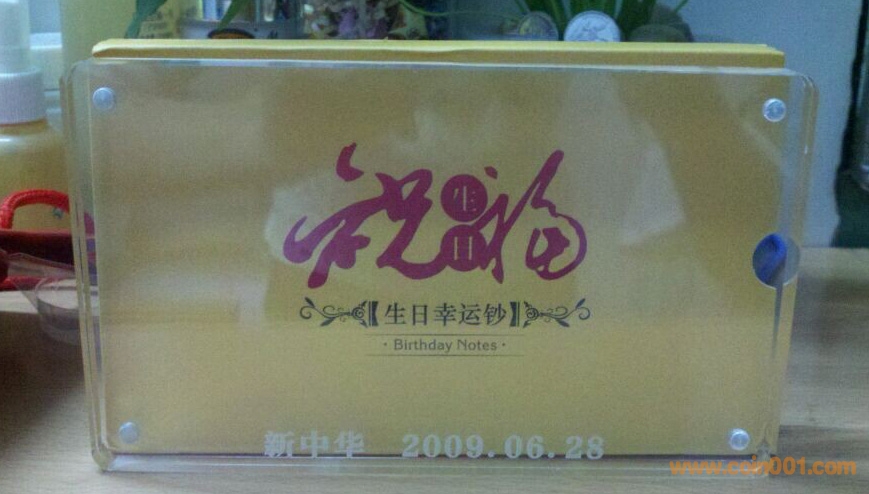 祝生日福
生日幸运钞
· Birthday Notes ·
新中华 2009.06.28
www.coin001.com